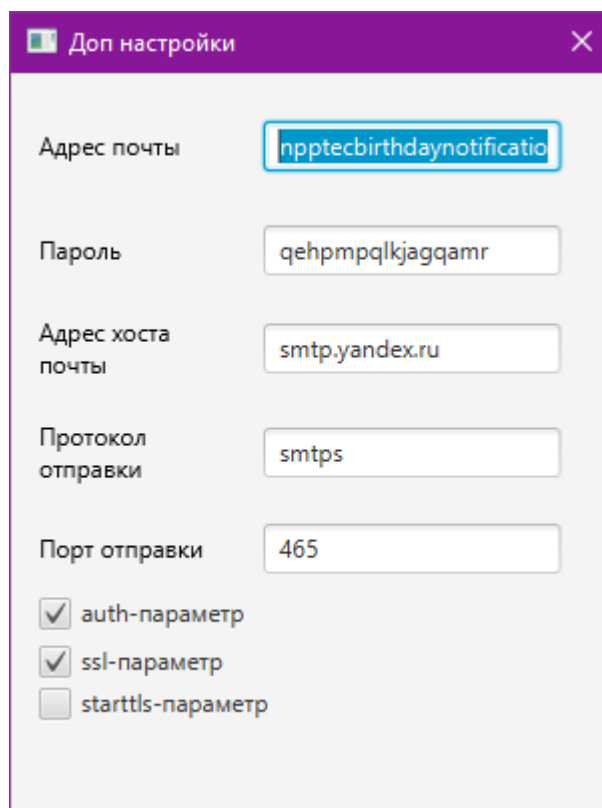 Доп настройки
Адрес почты
npptecbirthdaynotificatio
Пароль
qehpmpqlkjagqamr
Адрес хоста
почты
smtp.yandex.ru
Протокол
отправки
smtps
Порт отправки
465
auth-параметр
ssl-параметр
starttls-параметр